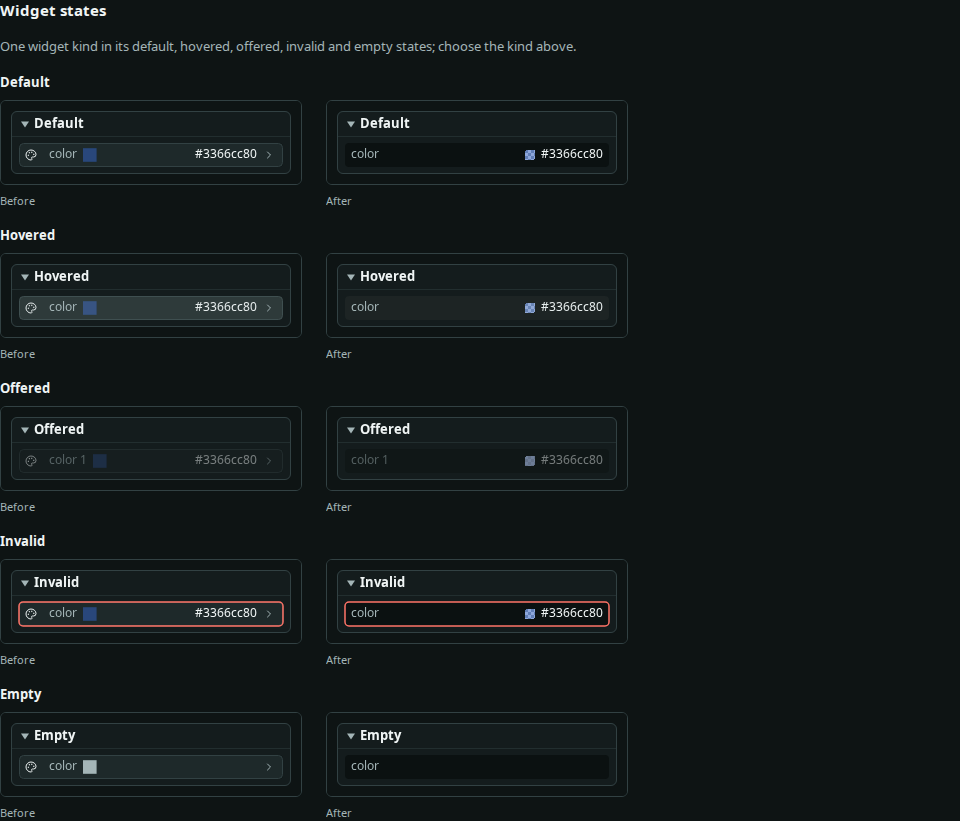 Widget states
One widget kind in its default, hovered, offered, invalid and empty states; choose the kind above.
Default
Default
color #3366cc80
Default
color #3366cc80
Before
After
Hovered
Hovered
color #3366cc80
Hovered
color #3366cc80
Before
After
Offered
Offered
color 1 #3366cc80
Offered
color 1 #3366cc80
Before
After
Invalid
Invalid
color #3366cc80
Invalid
color #3366cc80
Before
After
Empty
Empty
color
Empty
color
Before
After